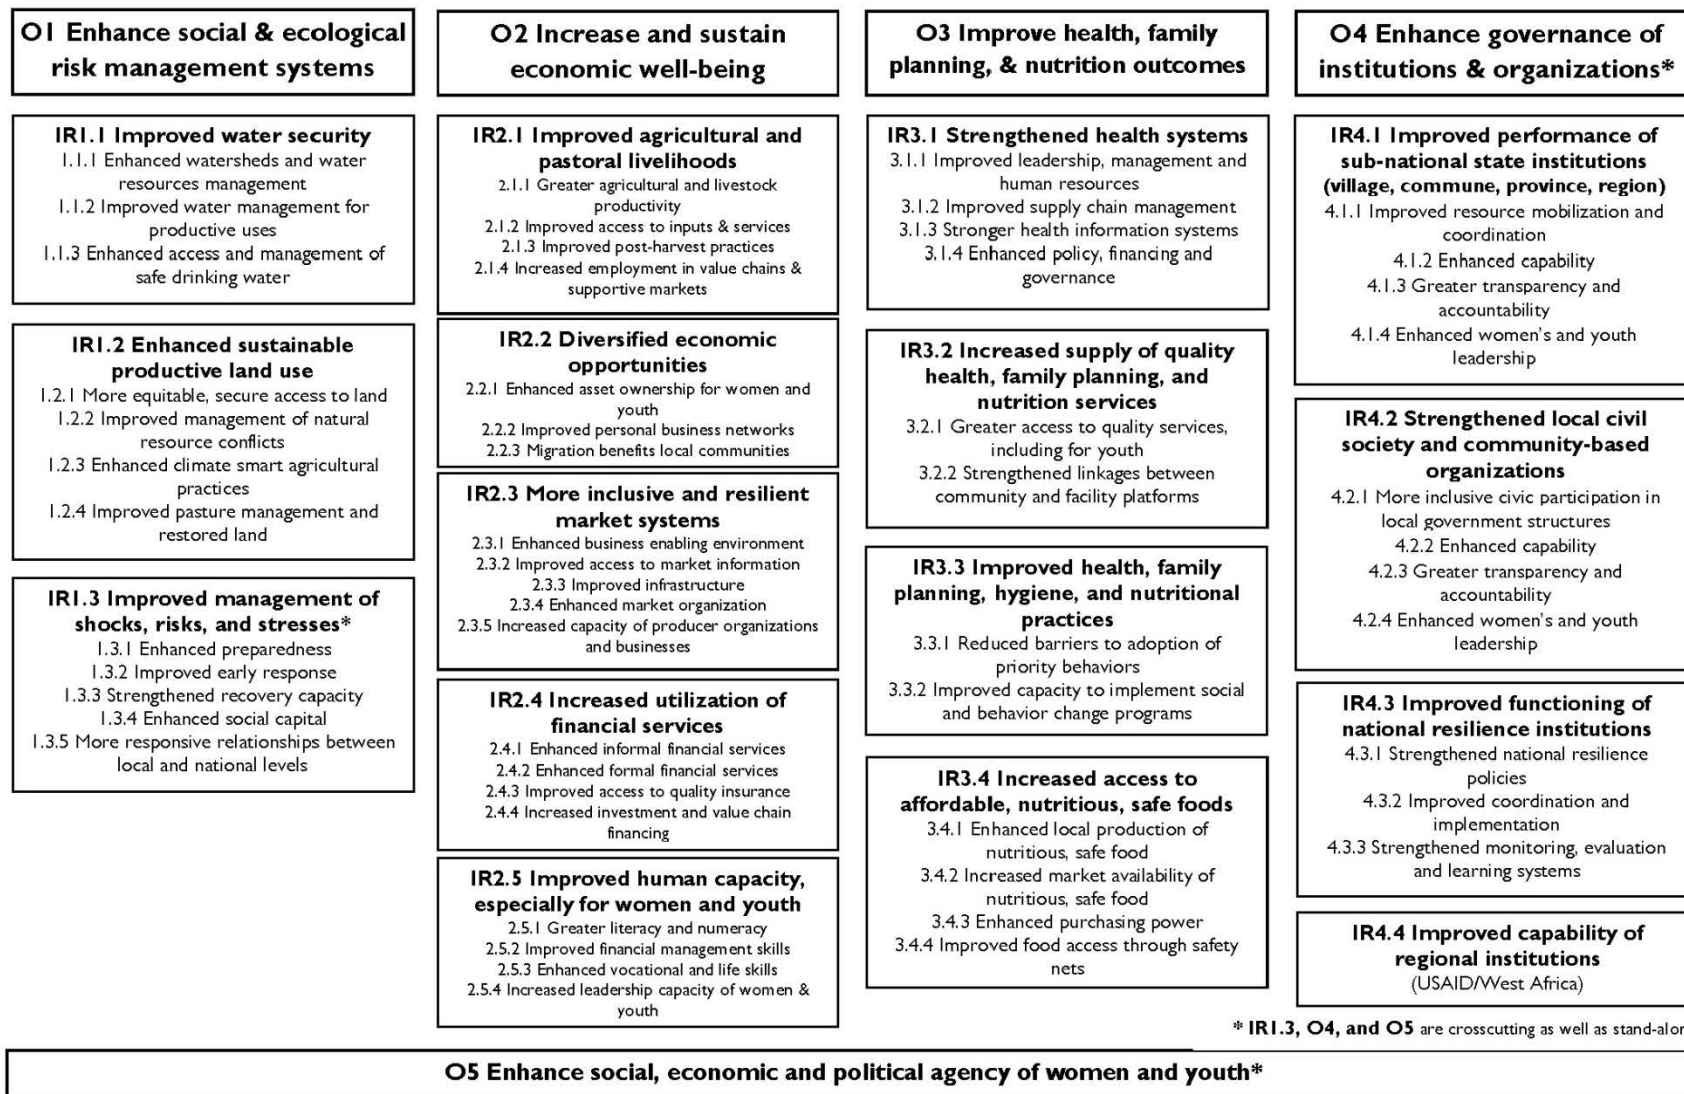 O1 Enhance social & ecological
risk management systems
IR1.1 Improved water security
1.1.1 Enhanced watersheds and water
resources management
1.1.2 Improved water management for
productive uses
1.1.3 Enhanced access and management of
safe drinking water
IR1.2 Enhanced sustainable
productive land use
1.2.1 More equitable, secure access to land
1.2.2 Improved management of natural
resource conflicts
1.2.3 Enhanced climate smart agricultural
practices
1.2.4 Improved pasture management and
restored land
IR1.3 Improved management of
shocks, risks, and stresses*
1.3.1 Enhanced preparedness
1.3.2 Improved early response
1.3.3 Strengthened recovery capacity
1.3.4 Enhanced social capital
1.3.5 More responsive relationships between
local and national levels
O2 Increase and sustain
economic well-being
IR2.1 Improved agricultural and
pastoral livelihoods
2.1.1 Greater agricultural and livestock
productivity
2.1.2 Improved access to inputs & services
2.1.3 Improved post-harvest practices
2.1.4 Increased employment in value chains &
supportive markets
IR2.2 Diversified economic
opportunities
2.2.1 Enhanced asset ownership for women and
youth
2.2.2 Improved personal business networks
2.2.3 Migration benefits local communities
IR2.3 More inclusive and resilient
market systems
2.3.1 Enhanced business enabling environment
2.3.2 Improved access to market information
2.3.3 Improved infrastructure
2.3.4 Enhanced market organization
2.3.5 Increased capacity of producer organizations
and businesses
IR2.4 Increased utilization of
financial services
2.4.1 Enhanced informal financial services
2.4.2 Enhanced formal financial services
2.4.3 Improved access to quality insurance
2.4.4 Increased investment and value chain
financing
IR2.5 Improved human capacity,
especially for women and youth
2.5.1 Greater literacy and numeracy
2.5.2 Improved financial management skills
2.5.3 Enhanced vocational and life skills
2.5.4 Increased leadership capacity of women &
youth
O3 Improve health, family
planning, & nutrition outcomes
IR3.1 Strengthened health systems
3.1.1 Improved leadership, management and
human resources
3.1.2 Improved supply chain management
3.1.3 Stronger health information systems
3.1.4 Enhanced policy, financing and
governance
IR3.2 Increased supply of quality
health, family planning, and
nutrition services
3.2.1 Greater access to quality services,
including for youth
3.2.2 Strengthened linkages between
community and facility platforms
IR3.3 Improved health, family
planning, hygiene, and nutritional
practices
3.3.1 Reduced barriers to adoption of
priority behaviors
3.3.2 Improved capacity to implement social
and behavior change programs
IR3.4 Increased access to
affordable, nutritious, safe foods
3.4.1 Enhanced local production of
nutritious, safe food
3.4.2 Increased market availability of
nutritious, safe food
3.4.3 Enhanced purchasing power
3.4.4 Improved food access through safety
nets
O4 Enhance governance of
institutions & organizations*
IR4.1 Improved performance of
sub-national state institutions
(village, commune, province, region)
4.1.1 Improved resource mobilization and
coordination
4.1.2 Enhanced capability
4.1.3 Greater transparency and
accountability
4.1.4 Enhanced women's and youth
leadership
IR4.2 Strengthened local civil
society and community-based
organizations
4.2.1 More inclusive civic participation in
local government structures
4.2.2 Enhanced capability
4.2.3 Greater transparency and
accountability
4.2.4 Enhanced women's and youth
leadership
IR4.3 Improved functioning of
national resilience institutions
4.3.1 Strengthened national resilience
policies
4.3.2 Improved coordination and
implementation
4.3.3 Strengthened monitoring, evaluation
and learning systems
IR4.4 Improved capability of
regional institutions
(USAID/West Africa)
* IR1.3, O4, and O5 are crosscutting as well as stand-alon
O5 Enhance social, economic and political agency of women and youth*